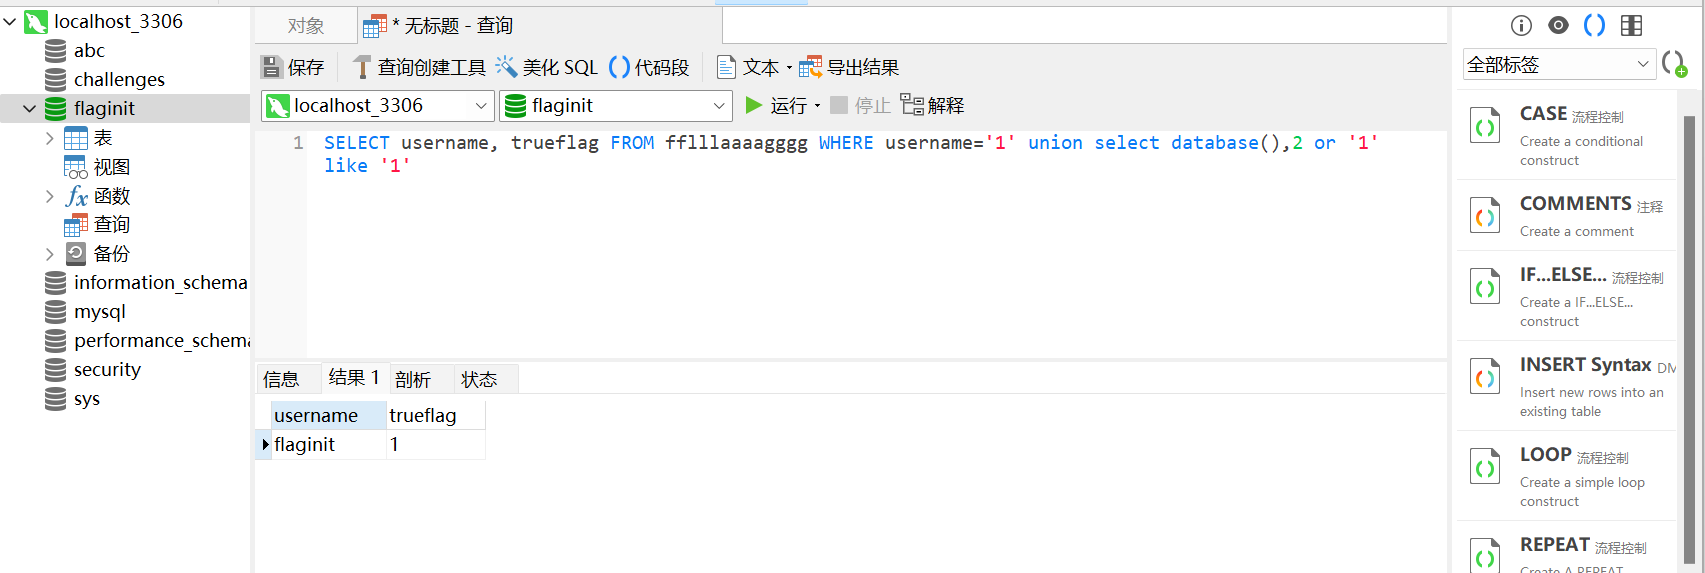 localhost_3306
abc
challenges
flaginit
表
视图
函数
查询
备份
information_schema
mysql
performance_schema
security
sys
对象
* 无标题 - 查询
保存 查询创建工具 美化 SQL () 代码段 文本 导出结果
localhost_3306 flaginit 运行 停止 解释
1 SELECT username, trueflag FROM fflllaaaagggg WHERE username='1' union select database(),2 or '1'
like '1'
信息 结果 1 剖析 状态
username trueflag
flaginit 1
全部标签
CASE 流程控制
Create a conditional
construct
COMMENTS 注释
Create a comment
IF...ELSE... 流程控制
Create a IF...ELSE...
construct
INSERT Syntax DM
Insert new rows into an
existing table
LOOP 流程控制
Create a simple loop
construct
REPEAT 流程控制
Create A REPEAT